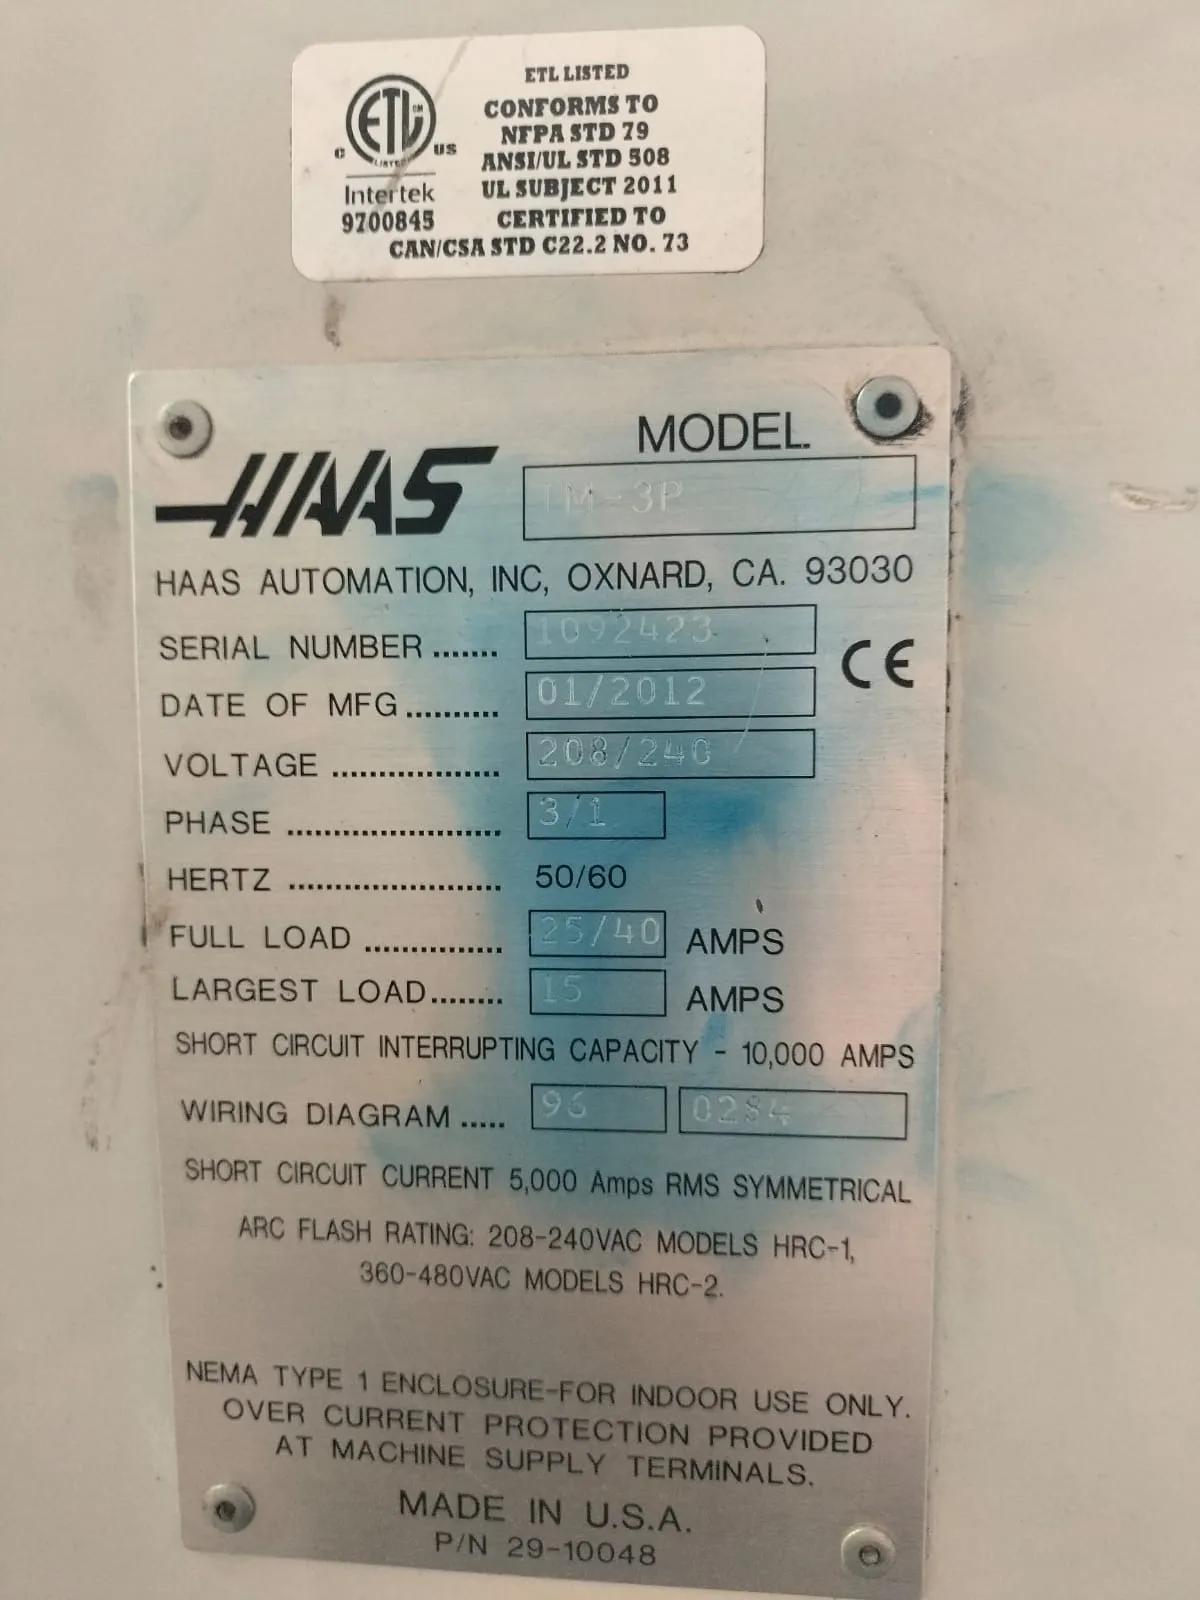 ETL LISTED
CONFORMS TO
NFPA STD 79
ANSI/UL STD 508
UL SUBJECT 2011
CERTIFIED TO
CAN/CSA STD C22.2 NO. 73
ETL CM
LISTED
C US
Intertek
9700845
HAAS
MODEL
TM-3P
HAAS AUTOMATION, INC, OXNARD, CA. 93030
SERIAL NUMBER ....... 1092423
CE
DATE OF MFG.......... 01/2012
VOLTAGE .................. 208/240
PHASE ....................... 3/1
HERTZ ....................... 50/60
FULL LOAD ............... 25/40 AMPS
LARGEST LOAD........ 15 AMPS
SHORT CIRCUIT INTERRUPTING CAPACITY - 10,000 AMPS
WIRING DIAGRAM ..... 96 0284
SHORT CIRCUIT CURRENT 5,000 Amps RMS SYMMETRICAL
ARC FLASH RATING: 208-240VAC MODELS HRC-1,
360-480VAC MODELS HRC-2.
NEMA TYPE 1 ENCLOSURE-FOR INDOOR USE ONLY.
OVER CURRENT PROTECTION PROVIDED
AT MACHINE SUPPLY TERMINALS.
MADE IN U.S.A.
P/N 29-10048